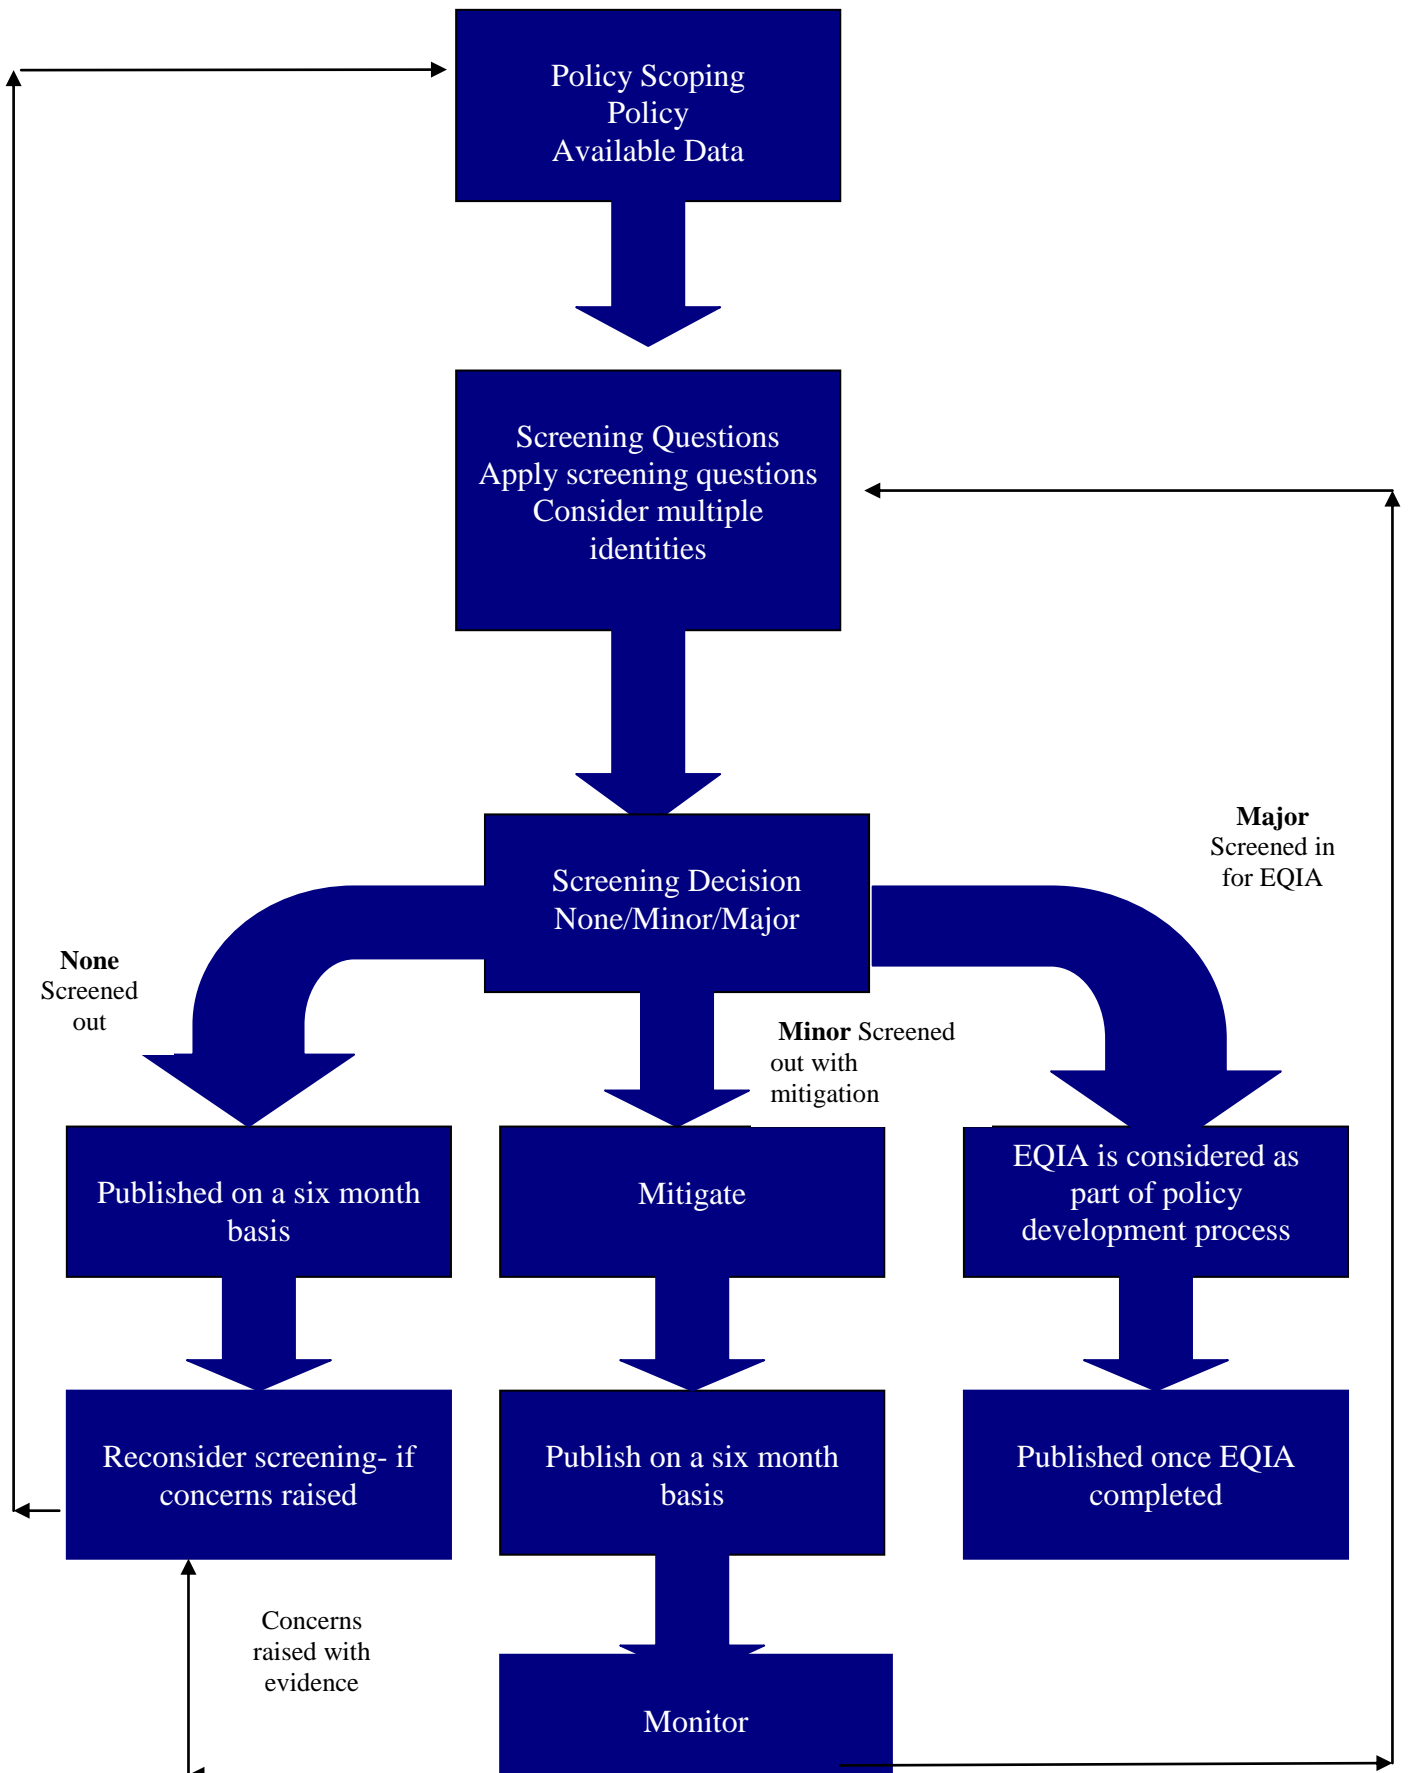 Policy Scoping
Policy
Available Data
Screening Questions
Apply screening questions
Consider multiple
identities
Screening Decision
None/Minor/Major
Major
Screened in
for EQIA
None
Screened
out
Minor Screened
out with
mitigation
Published on a six month
basis
Mitigate
EQIA is considered as
part of policy
development process
Reconsider screening- if
concerns raised
Publish on a six month
basis
Published once EQIA
completed
Concerns
raised with
evidence
Monitor